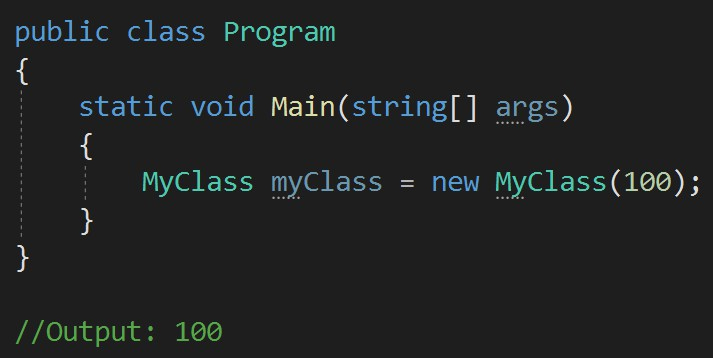 public class Program
{
static void Main(string[] args)
{
MyClass myClass = new MyClass(100);
}
}
//Output: 100